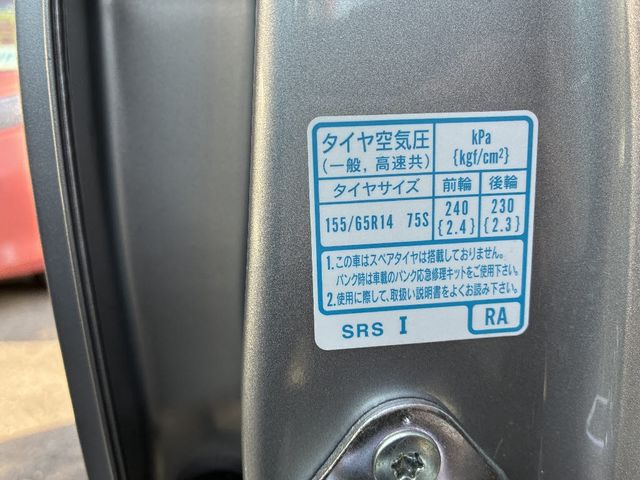 タイヤ空気圧 kPa
(一般, 高速共) {kgf/cm²}
タイヤサイズ 前輪 後輪
155/65R14 75S 240 230
{2.4} {2.3}
1.この車はスペアタイヤは搭載しておりません。
パンク時は車載のパンク応急修理キットをご使用下さい。
2.使用に際して、取扱い説明書をよくお読み下さい。
SRS I RA